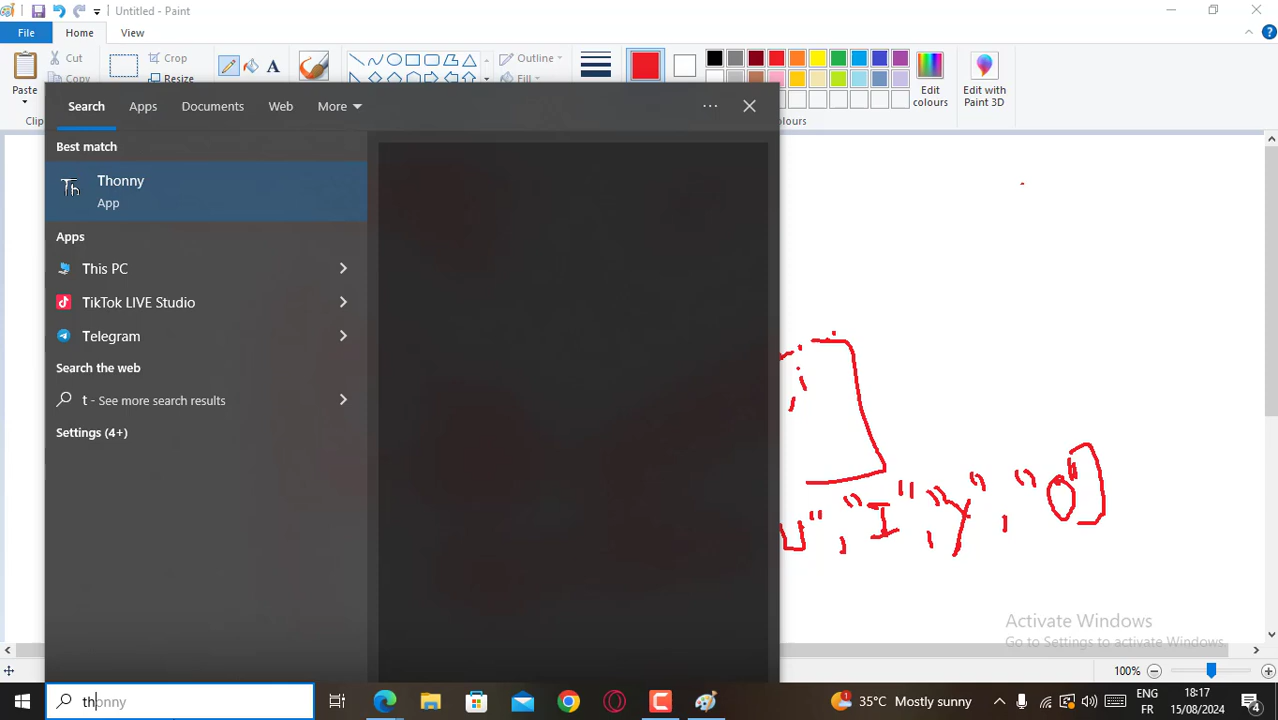 Untitled - Paint
File
Home
View
Paste
Cut
Copy
Crop
Resize
A
Outline
Fill
Edit colours
Edit with Paint 3D
Search
Apps
Documents
Web
More
Best match
Th
Thonny
App
Apps
This PC
TikTok LIVE Studio
Telegram
Search the web
t - See more search results
Settings (4+)
", "I", "y", "O"]
Activate Windows
Go to Settings to activate Windows.
100%
thonny
35°C Mostly sunny
ENG
FR
18:17
15/08/2024
4